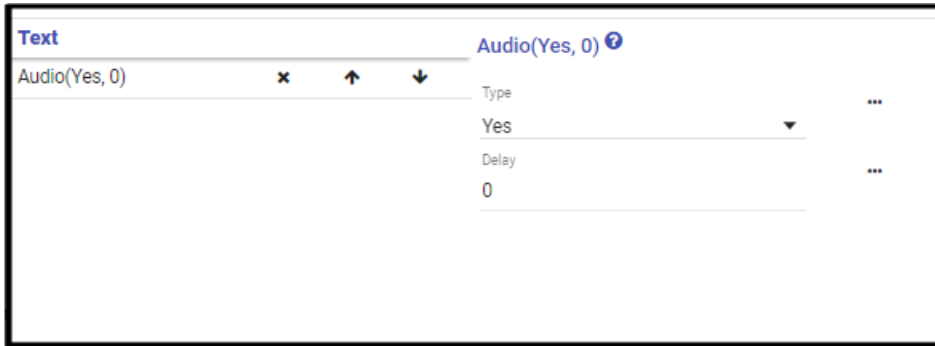 Text
Audio(Yes, 0)
Audio(Yes, 0)
Type
Yes
Delay
0